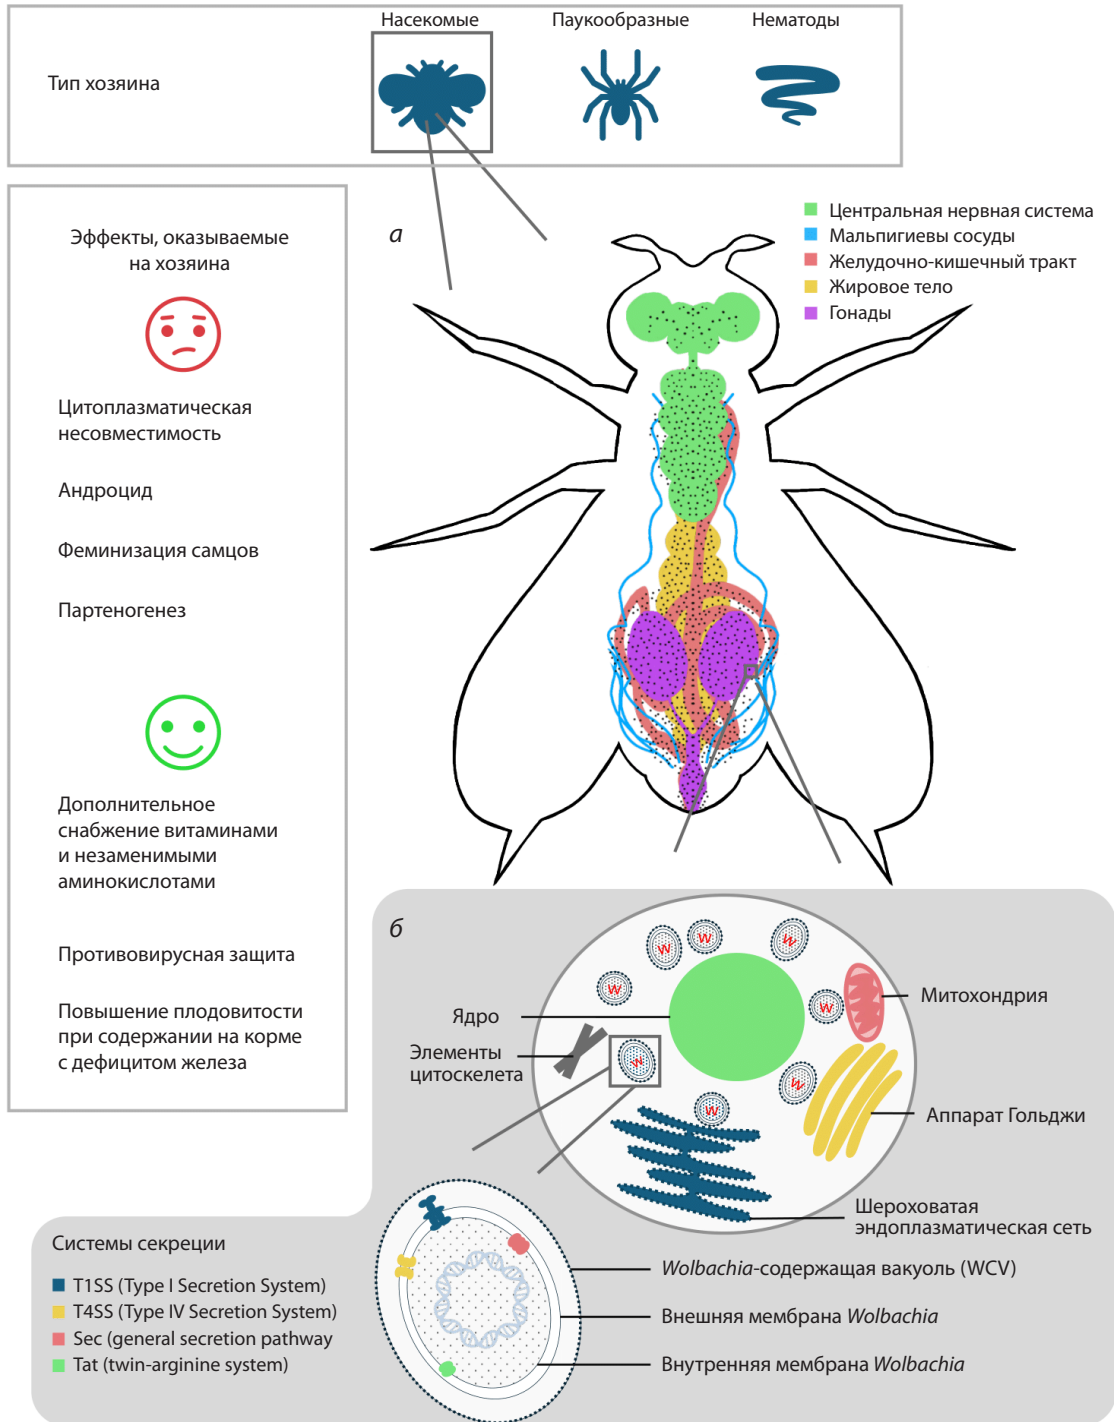 Насекомые
Паукообразные
Нематоды
Тип хозяина
Эффекты, оказываемые
на хозяина
Цитоплазматическая
несовместимость
Андроцид
Феминизация самцов
Партеногенез
Дополнительное
снабжение витаминами
и незаменимыми
аминокислотами
Противовирусная защита
Повышение плодовитости
при содержании на корме
с дефицитом железа
а
Центральная нервная система
Мальпигиевы сосуды
Желудочно-кишечный тракт
Жировое тело
Гонады
б
W
W
W
W
W
W
W
W
Ядро
Элементы
цитоскелета
Митохондрия
Аппарат Гольджи
Шероховатая
эндоплазматическая сеть
Wolbachia-содержащая вакуоль (WCV)
Внешняя мембрана Wolbachia
Внутренняя мембрана Wolbachia
Системы секреции
T1SS (Type I Secretion System)
T4SS (Type IV Secretion System)
Sec (general secretion pathway
Tat (twin-arginine system)